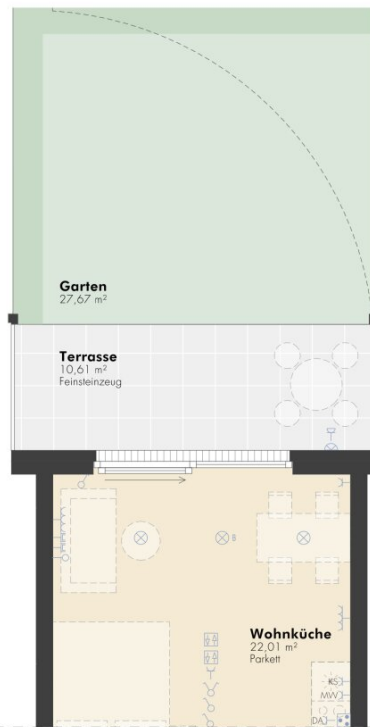 Garten
27,67 m²
Terrasse
10,61 m²
Feinsteinzeug
B
Wohnküche
22,01 m²
Parkett
KS
MW
DA